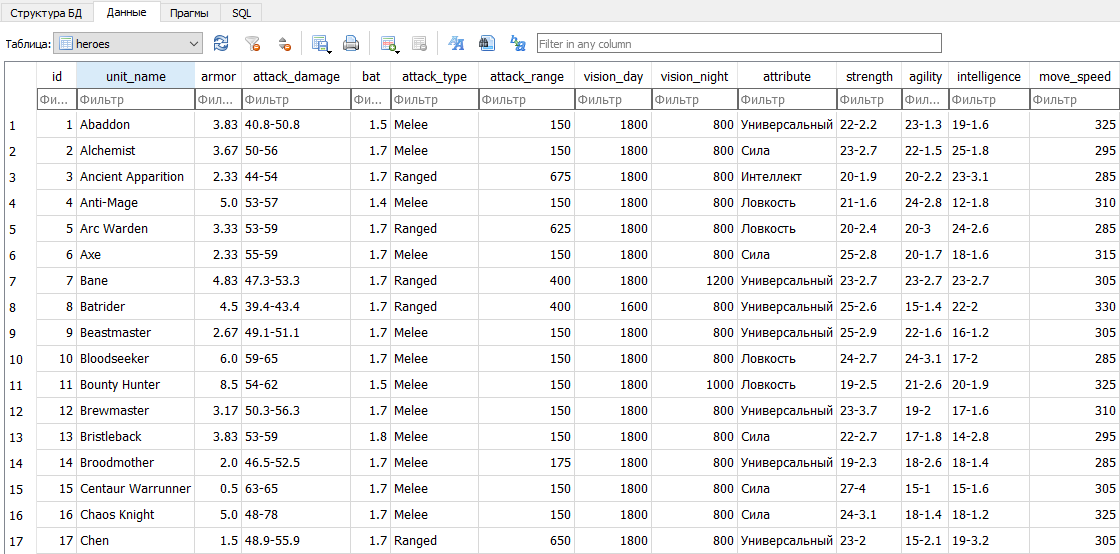 Структура БД Данные Прагмы SQL
Таблица: heroes Filter in any column
id unit_name armor attack_damage bat attack_type attack_range vision_day vision_night attribute strength agility intelligence move_speed
Фи... Фильтр Фил... Фильтр Фи... Фильтр Фильтр Фильтр Фильтр Фильтр Фильтр Фил... Фильтр Фильтр
1 1 Abaddon 3.83 40.8-50.8 1.5 Melee 150 1800 800 Универсальный 22-2.2 23-1.3 19-1.6 325
2 2 Alchemist 3.67 50-56 1.7 Melee 150 1800 800 Сила 23-2.7 22-1.5 25-1.8 295
3 3 Ancient Apparition 2.33 44-54 1.7 Ranged 675 1800 800 Интеллект 20-1.9 20-2.2 23-3.1 285
4 4 Anti-Mage 5.0 53-57 1.4 Melee 150 1800 800 Ловкость 21-1.6 24-2.8 12-1.8 310
5 5 Arc Warden 3.33 53-59 1.7 Ranged 625 1800 800 Ловкость 20-2.4 20-3 24-2.6 285
6 6 Axe 2.33 55-59 1.7 Melee 150 1800 800 Сила 25-2.8 20-1.7 18-1.6 315
7 7 Bane 4.83 47.3-53.3 1.7 Ranged 400 1800 1200 Универсальный 23-2.7 23-2.7 23-2.7 305
8 8 Batrider 4.5 39.4-43.4 1.7 Ranged 400 1600 800 Универсальный 25-2.6 15-1.4 22-2 330
9 9 Beastmaster 2.67 49.1-51.1 1.7 Melee 150 1800 800 Универсальный 25-2.9 22-1.6 16-1.2 305
10 10 Bloodseeker 6.0 59-65 1.7 Melee 150 1800 800 Ловкость 24-2.7 24-3.1 17-2 285
11 11 Bounty Hunter 8.5 54-62 1.5 Melee 150 1800 1000 Ловкость 19-2.5 21-2.6 20-1.9 325
12 12 Brewmaster 3.17 50.3-56.3 1.7 Melee 150 1800 800 Универсальный 23-3.7 19-2 17-1.6 310
13 13 Bristleback 3.83 53-59 1.8 Melee 150 1800 800 Сила 22-2.7 17-1.8 14-2.8 295
14 14 Broodmother 2.0 46.5-52.5 1.7 Melee 175 1800 800 Универсальный 19-2.3 18-2.6 18-1.4 285
15 15 Centaur Warrunner 0.5 63-65 1.7 Melee 150 1800 800 Сила 27-4 15-1 15-1.6 305
16 16 Chaos Knight 5.0 48-78 1.7 Melee 150 1800 800 Сила 24-3.1 18-1.4 18-1.2 325
17 17 Chen 1.5 48.9-55.9 1.7 Ranged 650 1800 800 Универсальный 23-2 15-2.1 19-3.2 305